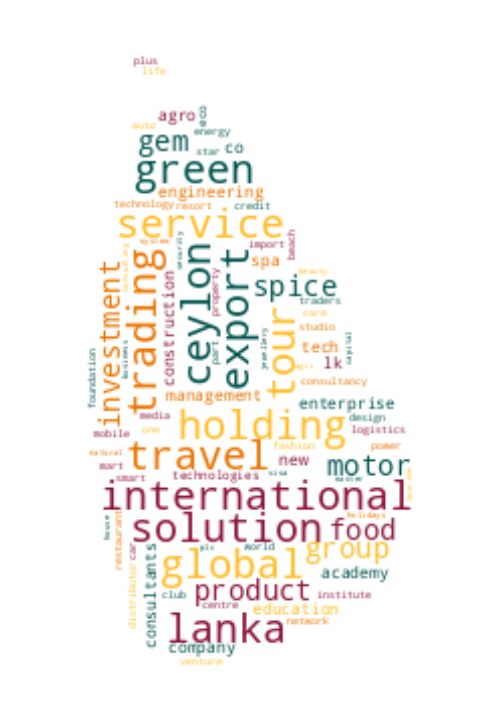 plus
life
agro
eco
auto
energy
gem
star
co
green
engineering
technology
resort
credit
service
system
security
import
beach
consulting
trading
ceylon
export
property
spa
beauty
investment
construction
spice
traders
tour
care
studio
part
jewellery
capital
tech
lk
agri
foundation
business
consultancy
management
enterprise
media
holding
design
mobile
one
logistics
natural
travel
fashion
power
mart
new
motor
smart
technologies
visa
master
international
tourism
house
solution
holidays
food
restaurant
car
plc
world
group
consultants
global
academy
distributor
club
product
institute
centre
education
lanka
network
company
venture